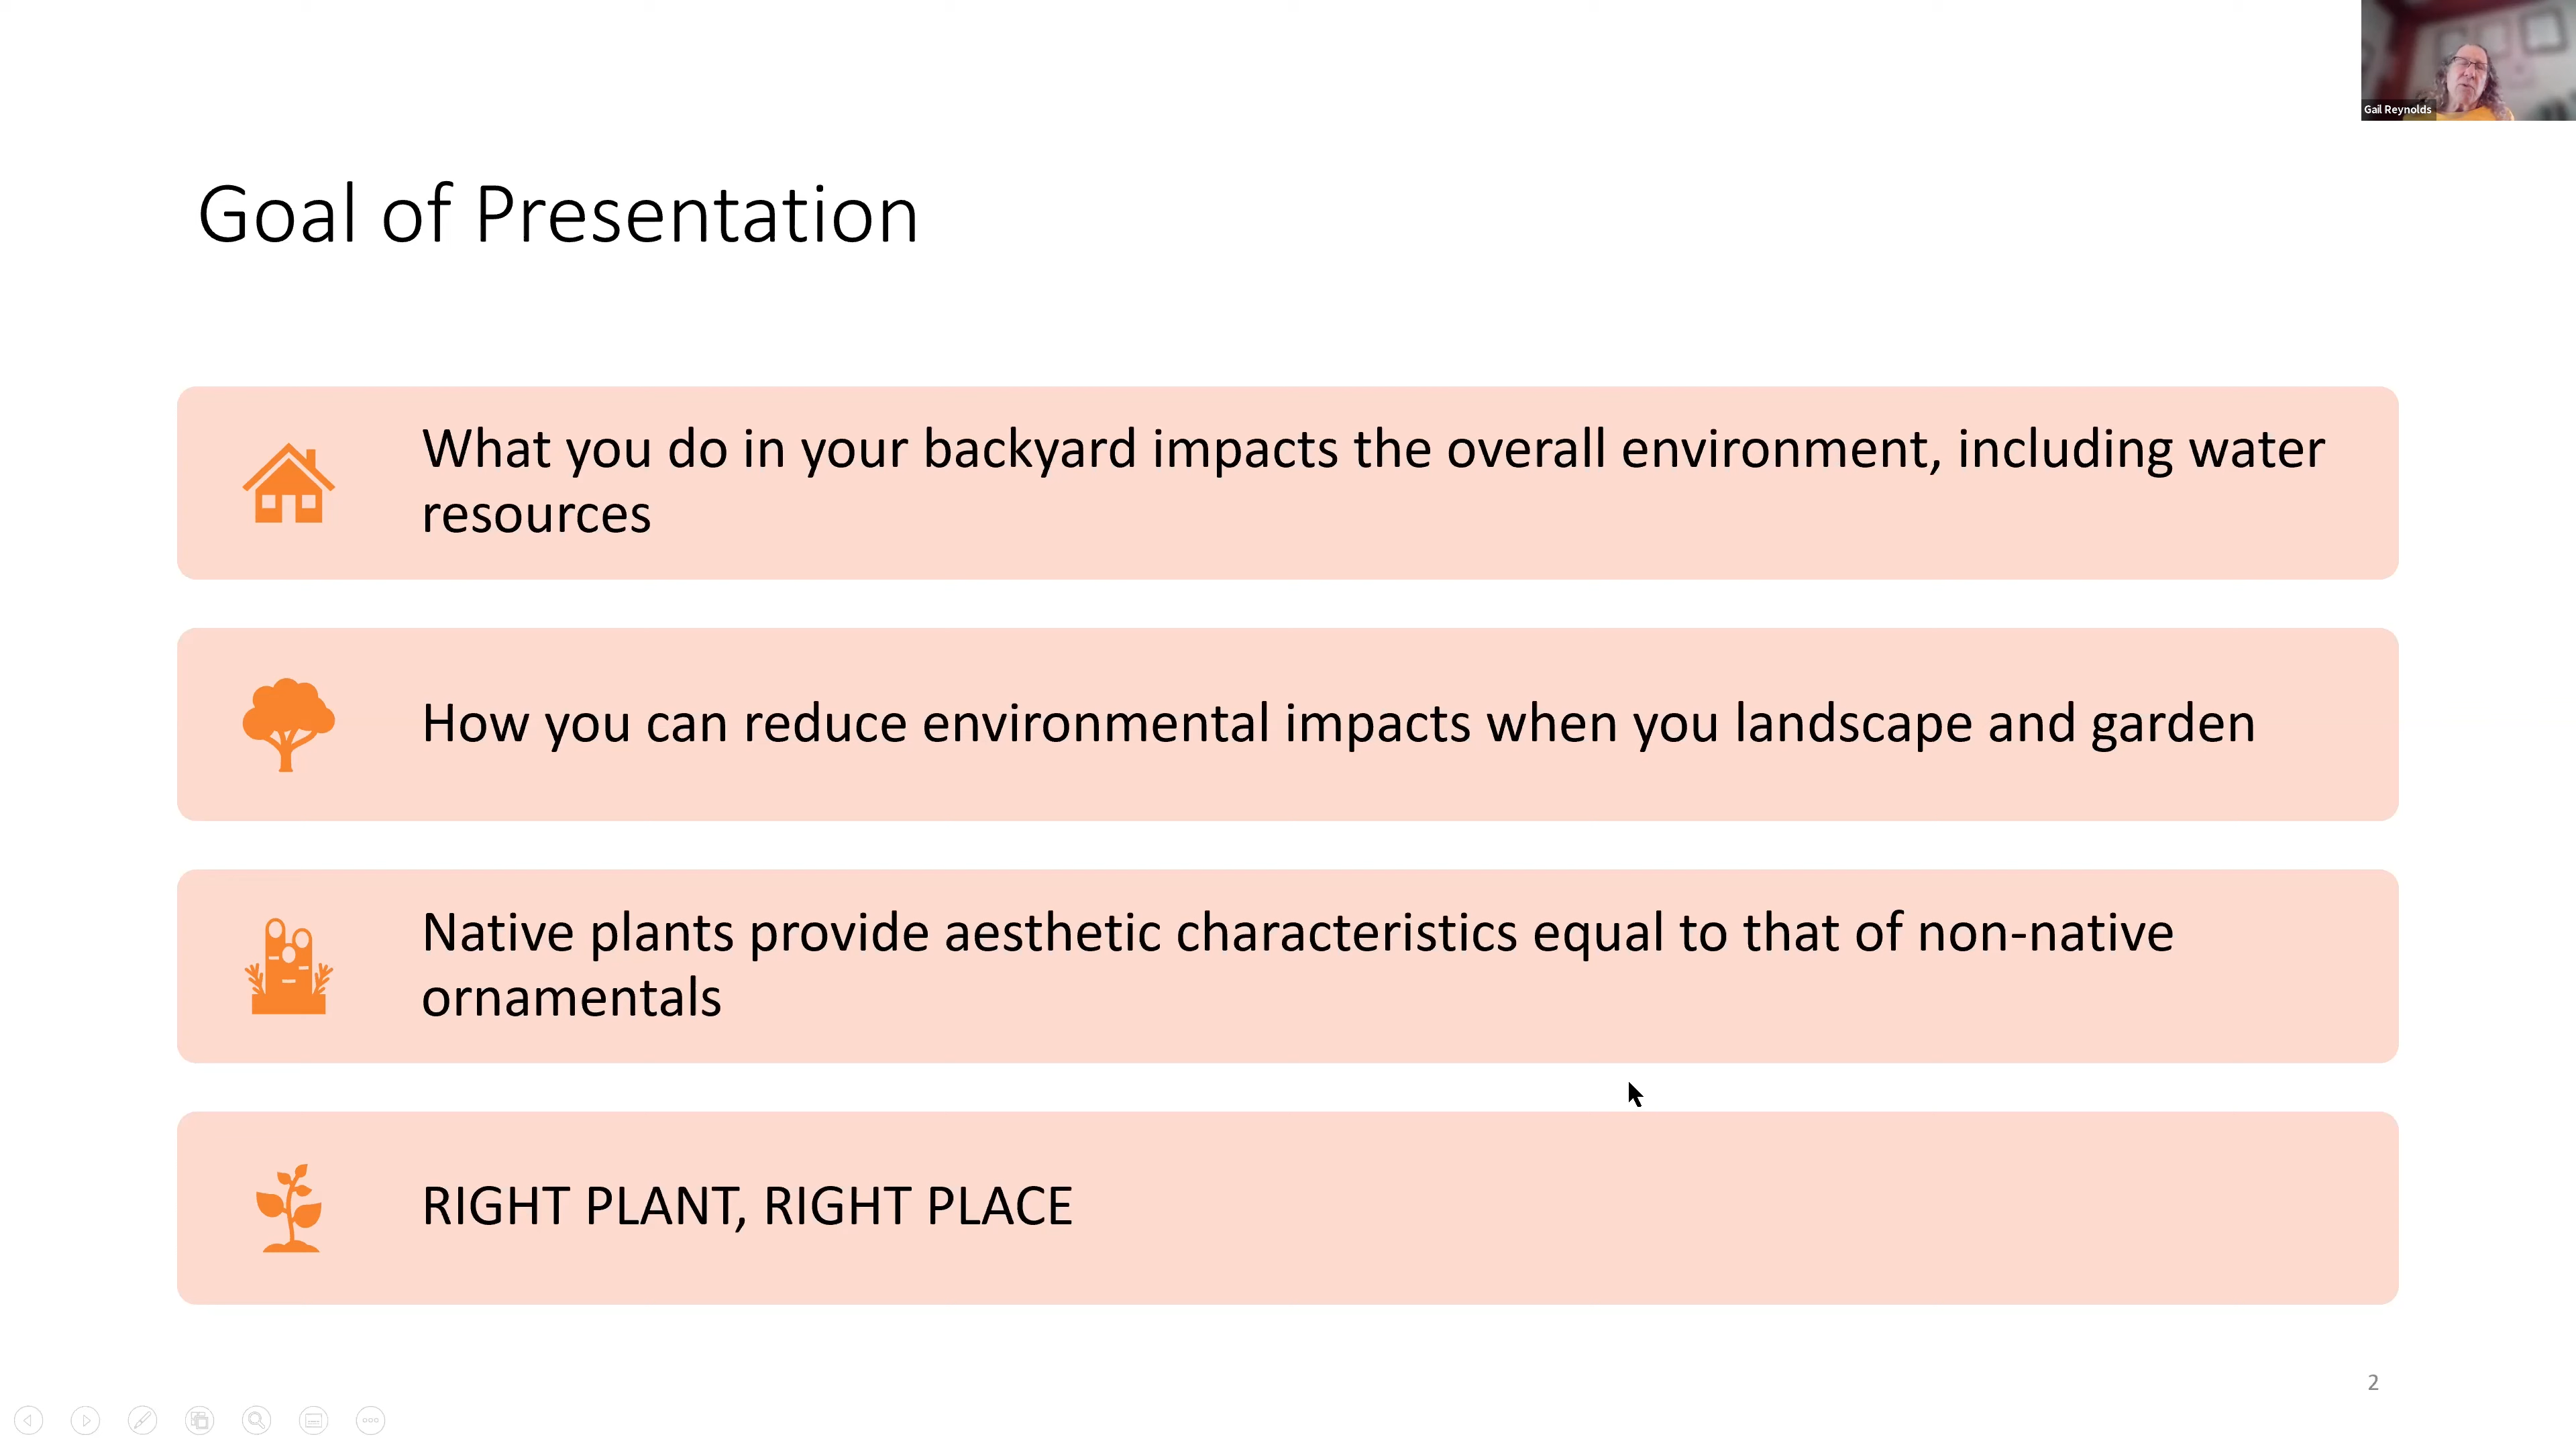 Gail Reynolds
Goal of Presentation
What you do in your backyard impacts the overall environment, including water
resources
How you can reduce environmental impacts when you landscape and garden
Native plants provide aesthetic characteristics equal to that of non-native
ornamentals
RIGHT PLANT, RIGHT PLACE
2